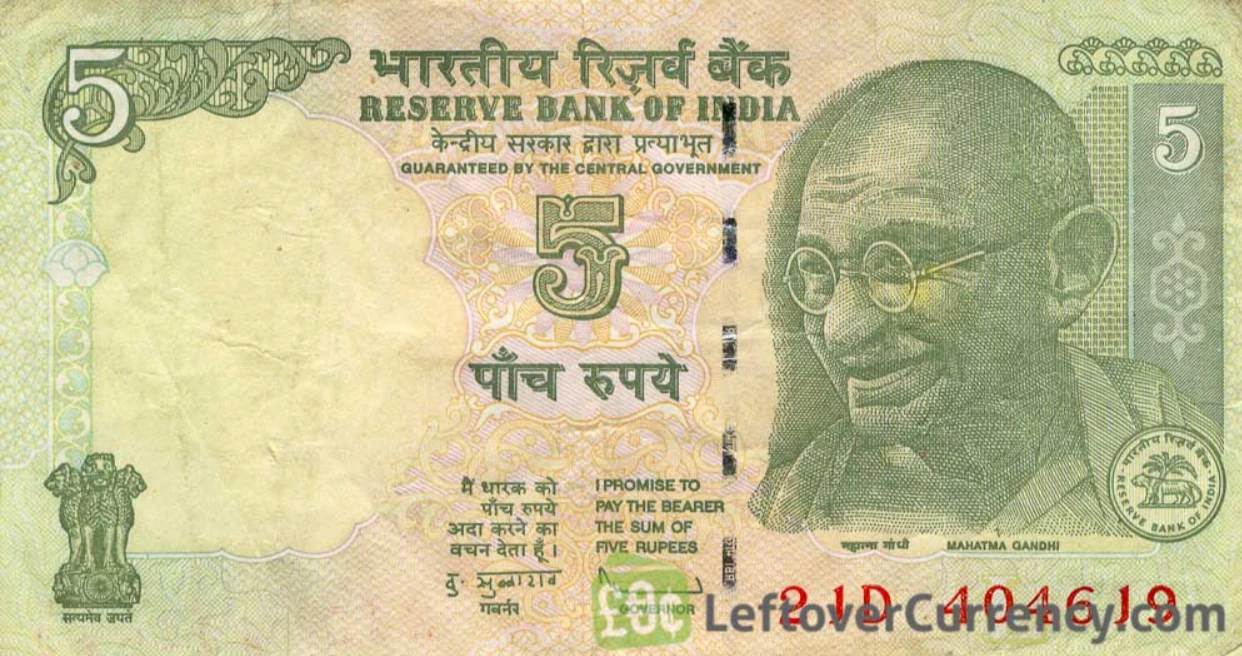 5
भारतीय रिज़र्व बैंक
RESERVE BANK OF INDIA
केन्द्रीय सरकार द्वारा प्रत्याभूत
GUARANTEED BY THE CENTRAL GOVERNMENT
5
5
पाँच रुपये
मैं धारक को
पाँच रुपये
अदा करने का
वचन देता हूँ।
गवर्नर
I PROMISE TO
PAY THE BEARER
THE SUM OF
FIVE RUPEES
GOVERNOR
सत्यमेव जयते
महात्मा गांधी MAHATMA GANDHI
भारतीय रिज़र्व बैंक
RESERVE BANK OF INDIA
21D 404619
LeftoverCurrency.com